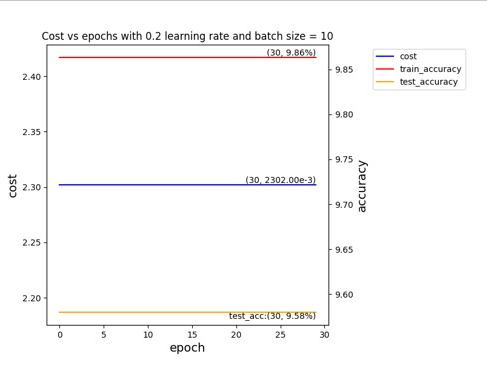 Cost vs epochs with 0.2 learning rate and batch size = 10
(30, 9.86%)
cost
train_accuracy
test_accuracy
2.40
2.35
2.30
2.25
2.20
cost
(30, 2302.00e-3)
test_acc:(30, 9.58%)
9.85
9.80
9.75
9.70
9.65
9.60
accuracy
0 5 10 15 20 25 30
epoch